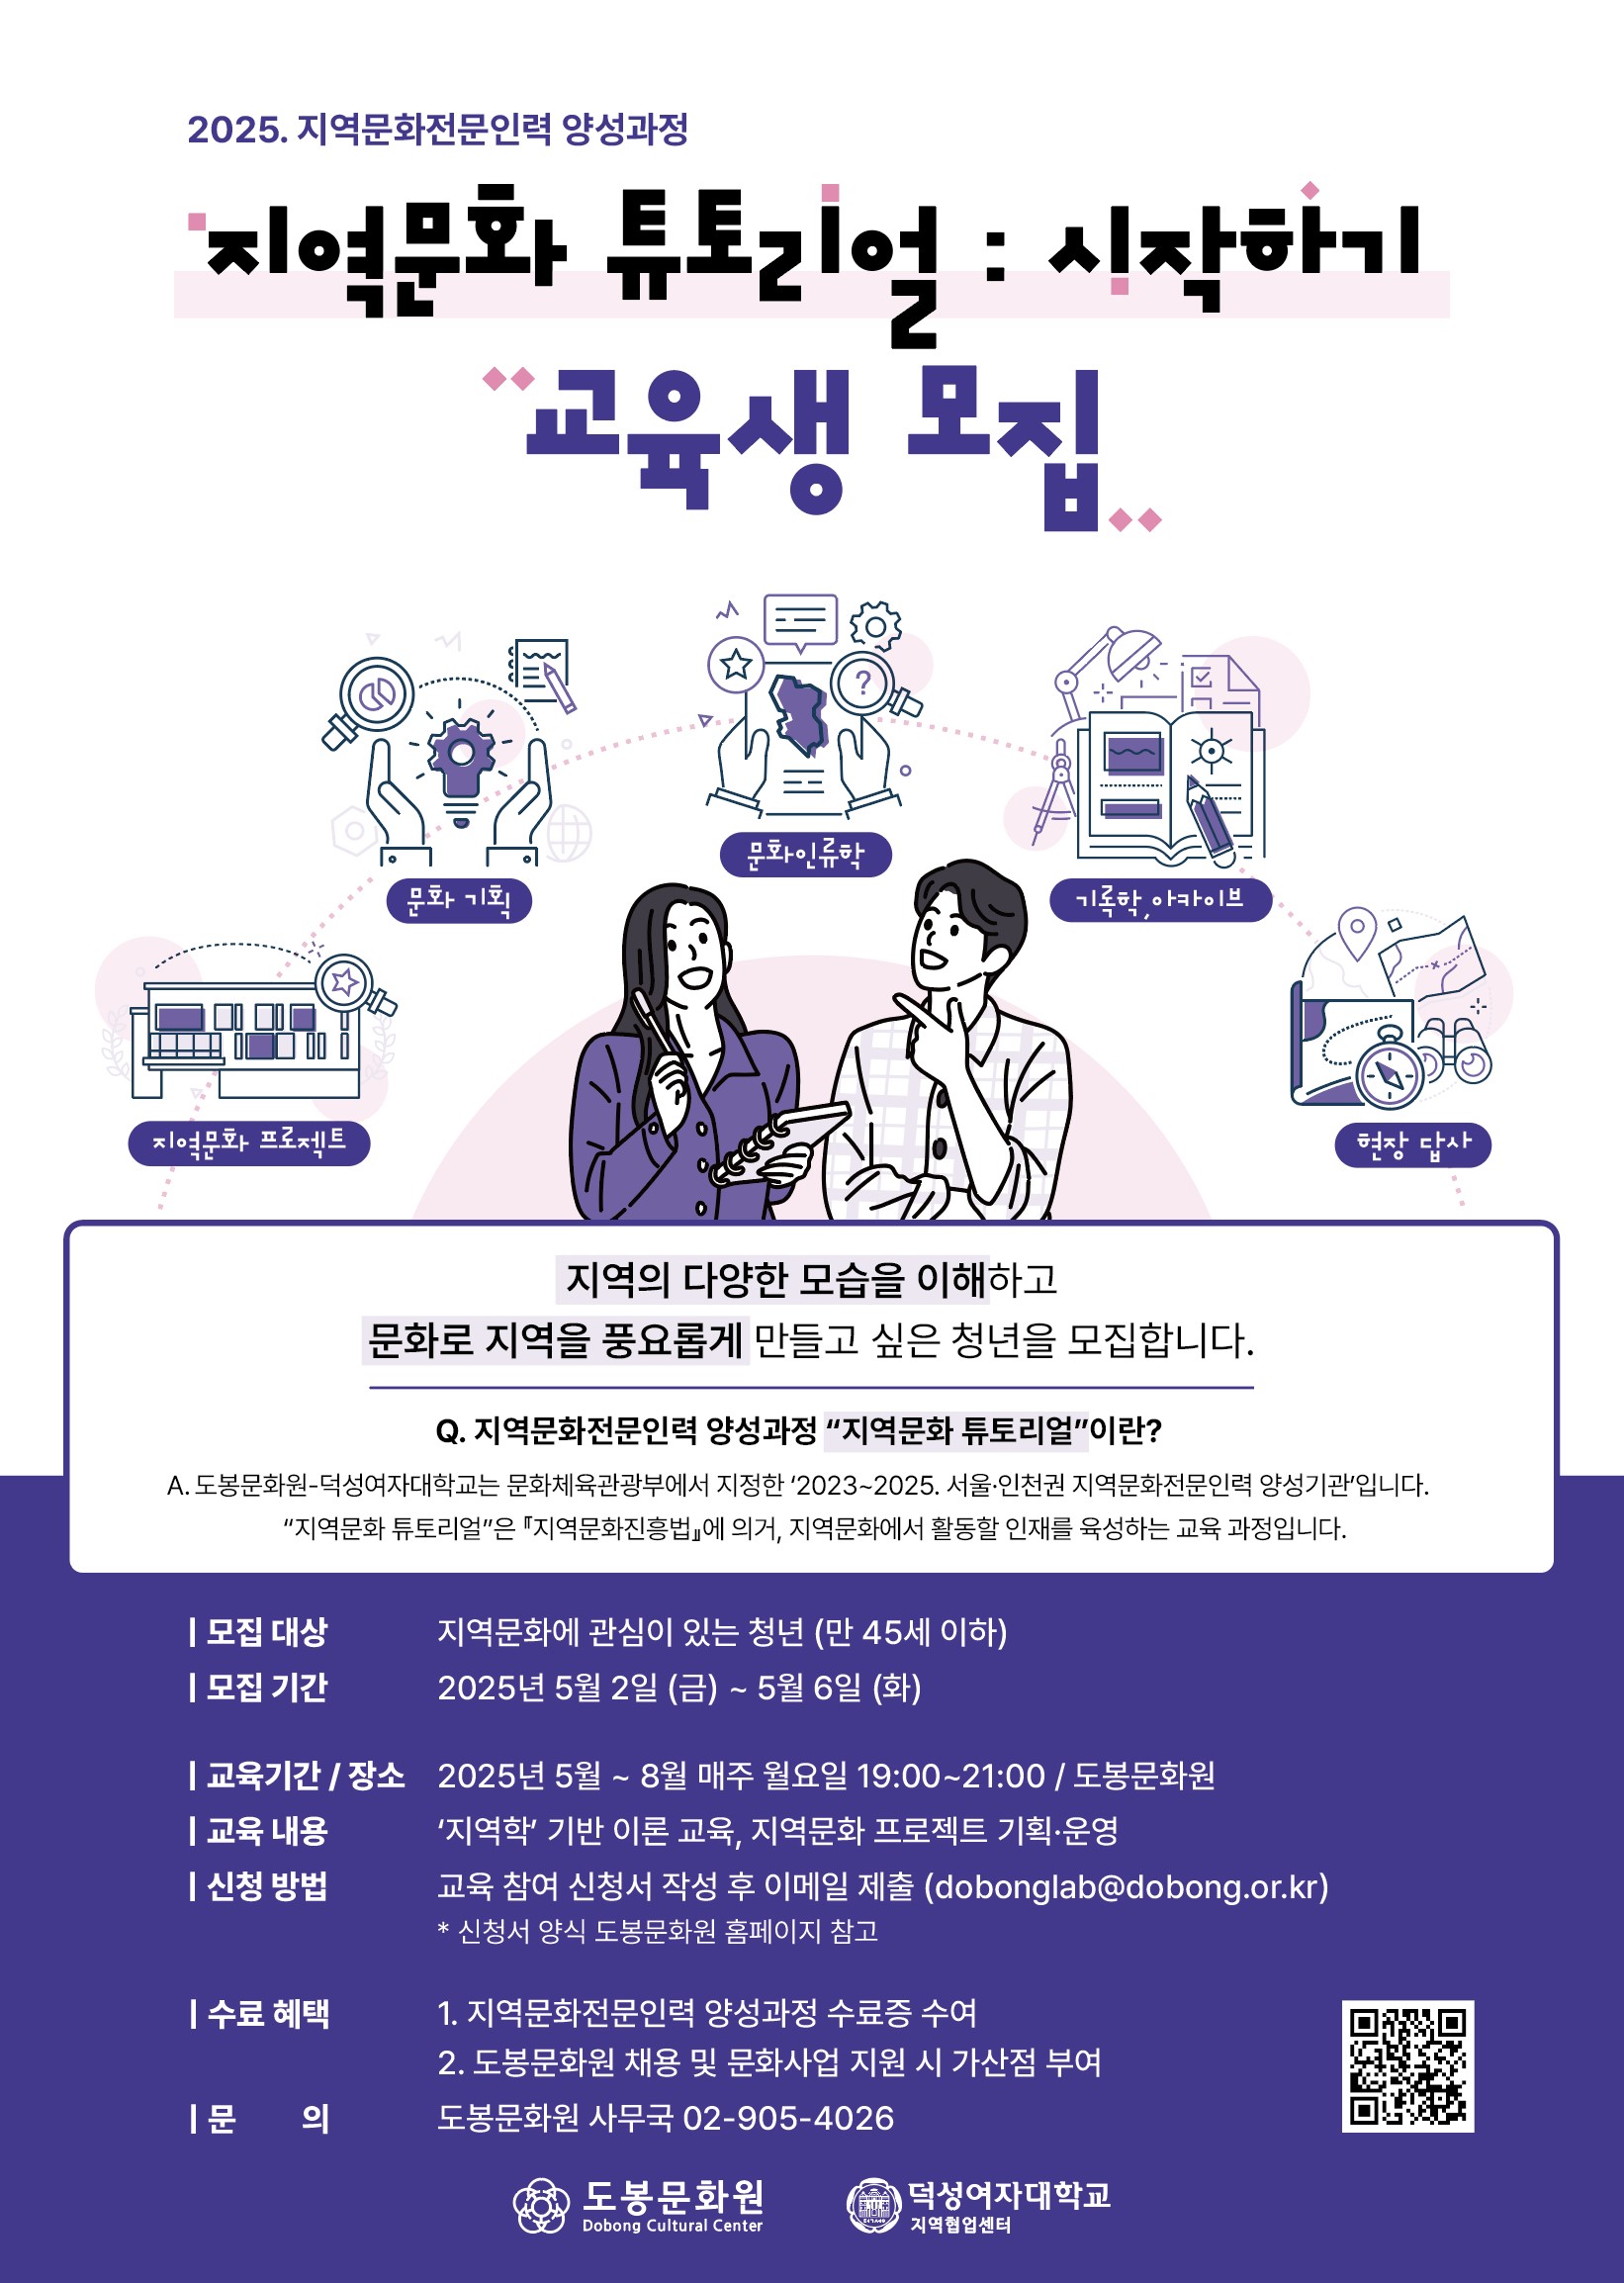 2025. 지역문화전문인력 양성과정
지역문화 튜토리얼 : 시작하기
교육생 모집
문화 기획
문화인류학
기록학,아카이브
지역문화 프로젝트
현장 답사
지역의 다양한 모습을 이해하고
문화로 지역을 풍요롭게 만들고 싶은 청년을 모집합니다.
Q. 지역문화전문인력 양성과정 “지역문화 튜토리얼”이란?
A. 도봉문화원-덕성여자대학교는 문화체육관광부에서 지정한 ‘2023~2025. 서울·인천권 지역문화전문인력 양성기관’입니다.
“지역문화 튜토리얼”은 『지역문화진흥법』에 의거, 지역문화에서 활동할 인재를 육성하는 교육 과정입니다.
| 모집 대상 지역문화에 관심이 있는 청년 (만 45세 이하)
| 모집 기간 2025년 5월 2일 (금) ~ 5월 6일 (화)
| 교육기간 / 장소 2025년 5월 ~ 8월 매주 월요일 19:00~21:00 / 도봉문화원
| 교육 내용 ‘지역학’ 기반 이론 교육, 지역문화 프로젝트 기획·운영
| 신청 방법 교육 참여 신청서 작성 후 이메일 제출 (dobonglab@dobong.or.kr)
* 신청서 양식 도봉문화원 홈페이지 참고
| 수료 혜택 1. 지역문화전문인력 양성과정 수료증 수여
2. 도봉문화원 채용 및 문화사업 지원 시 가산점 부여
| 문 의 도봉문화원 사무국 02-905-4026
도봉문화원
Dobong Cultural Center
덕성여자대학교
지역협업센터